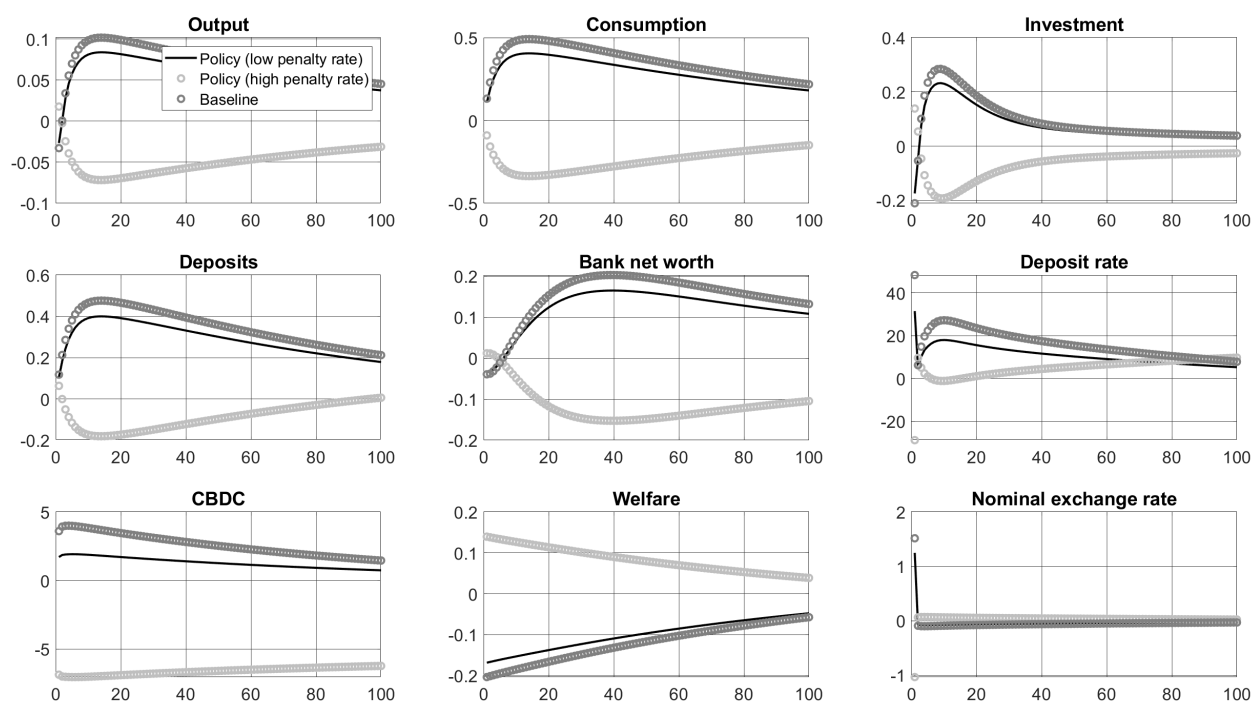 Output
0.1
0.05
0
-0.05
-0.1
0 20 40 60 80 100
Policy (low penalty rate)
Policy (high penalty rate)
Baseline
Consumption
0.5
0
-0.5
0 20 40 60 80 100
Investment
0.4
0.2
0
-0.2
0 20 40 60 80 100
Deposits
0.6
0.4
0.2
0
-0.2
0 20 40 60 80 100
Bank net worth
0.2
0.1
0
-0.1
-0.2
0 20 40 60 80 100
Deposit rate
40
20
0
-20
0 20 40 60 80 100
CBDC
5
0
-5
0 20 40 60 80 100
Welfare
0.2
0.1
0
-0.1
-0.2
0 20 40 60 80 100
Nominal exchange rate
2
1
0
-1
0 20 40 60 80 100